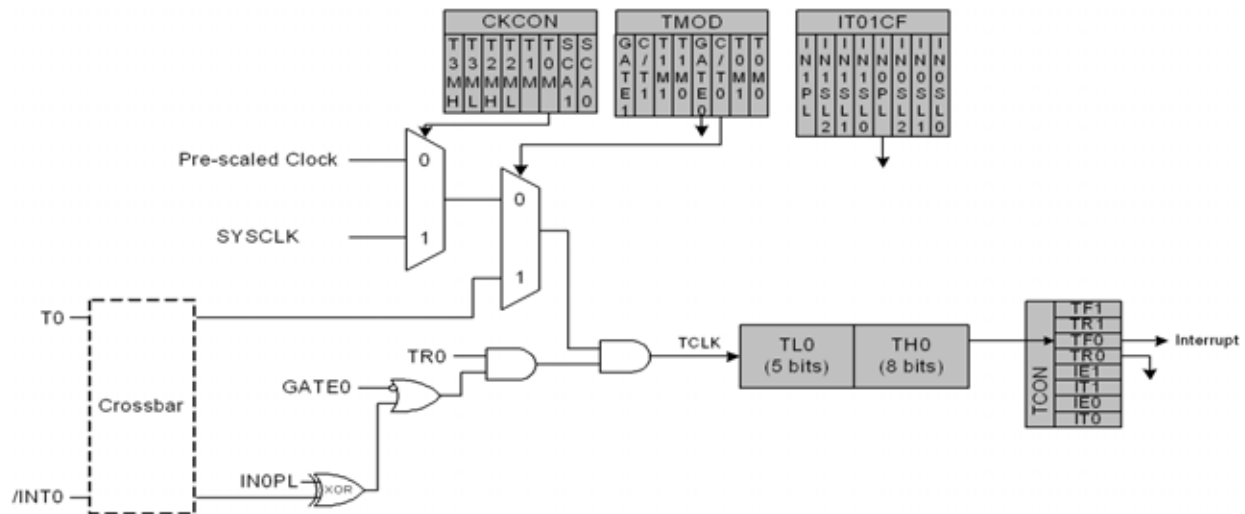 CKCON
T3MH
T3ML
T2MH
T2ML
T1M
T0M
SCA1
SCA0
TMOD
GATE1
C/T1
T1M1
T1M0
GATE0
C/T0
T0M1
T0M0
IT01CF
IN1PL
IN1SL2
IN1SL1
IN1SL0
IN0PL
IN0SL2
IN0SL1
IN0SL0
Pre-scaled Clock
0
SYSCLK
1
0
1
T0
Crossbar
/INT0
TR0
GATE0
IN0PL
XOR
TCLK
TL0
(5 bits)
TH0
(8 bits)
TCON
TF1
TR1
TF0
TR0
IE1
IT1
IE0
IT0
Interrupt